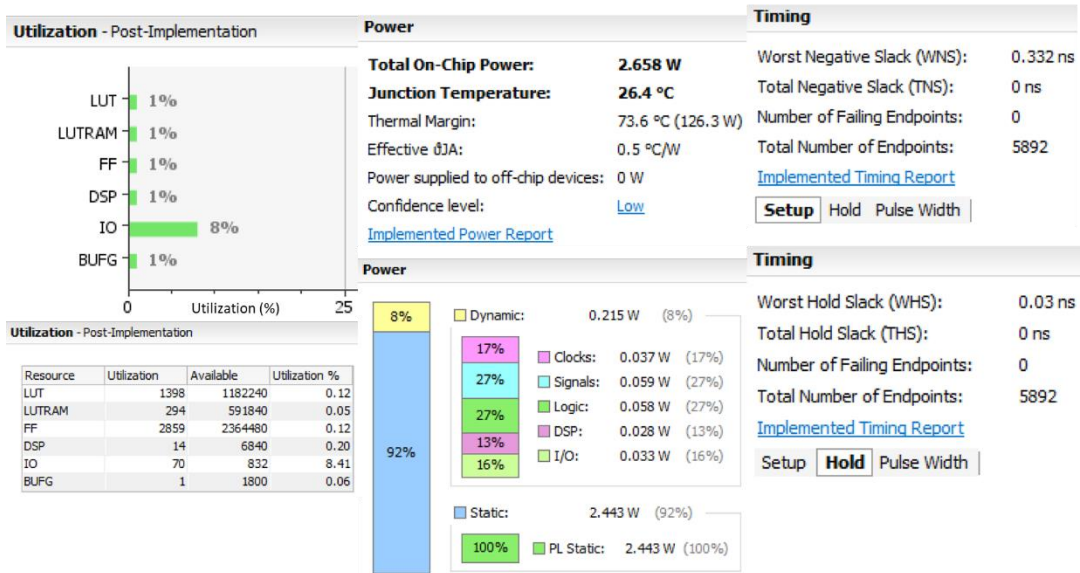 Utilization - Post-Implementation
LUT 1%
LUTRAM 1%
FF 1%
DSP 1%
IO 8%
BUFG 1%
0 25
Utilization (%)
Utilization - Post-Implementation
Resource Utilization Available Utilization %
LUT 1398 1182240 0.12
LUTRAM 294 591840 0.05
FF 2859 2364480 0.12
DSP 14 6840 0.20
IO 70 832 8.41
BUFG 1 1800 0.06
Power
Total On-Chip Power: 2.658 W
Junction Temperature: 26.4 °C
Thermal Margin: 73.6 °C (126.3 W)
Effective ϑJA: 0.5 °C/W
Power supplied to off-chip devices: 0 W
Confidence level: Low
Implemented Power Report
Power
8%
92%
Dynamic: 0.215 W (8%)
17% Clocks: 0.037 W (17%)
27% Signals: 0.059 W (27%)
27% Logic: 0.058 W (27%)
13% DSP: 0.028 W (13%)
16% I/O: 0.033 W (16%)
Static: 2.443 W (92%)
100% PL Static: 2.443 W (100%)
Timing
Worst Negative Slack (WNS): 0.332 ns
Total Negative Slack (TNS): 0 ns
Number of Failing Endpoints: 0
Total Number of Endpoints: 5892
Implemented Timing Report
Setup Hold Pulse Width
Timing
Worst Hold Slack (WHS): 0.03 ns
Total Hold Slack (THS): 0 ns
Number of Failing Endpoints: 0
Total Number of Endpoints: 5892
Implemented Timing Report
Setup Hold Pulse Width